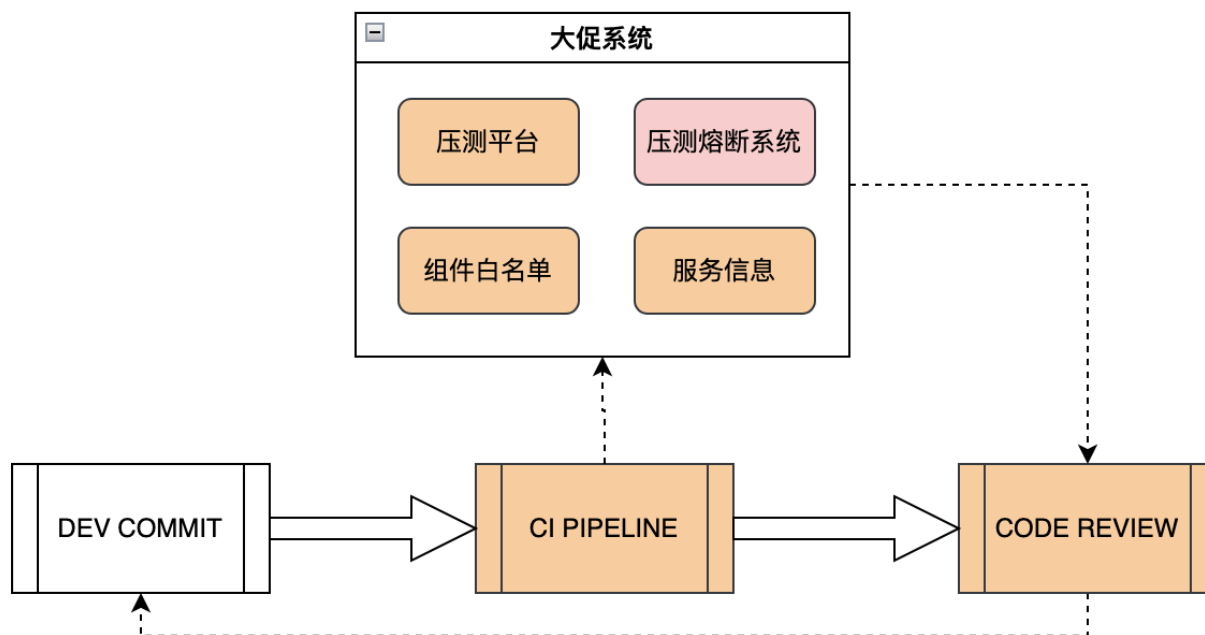 大促系统
压测平台
压测熔断系统
组件白名单
服务信息
DEV COMMIT
CI PIPELINE
CODE REVIEW